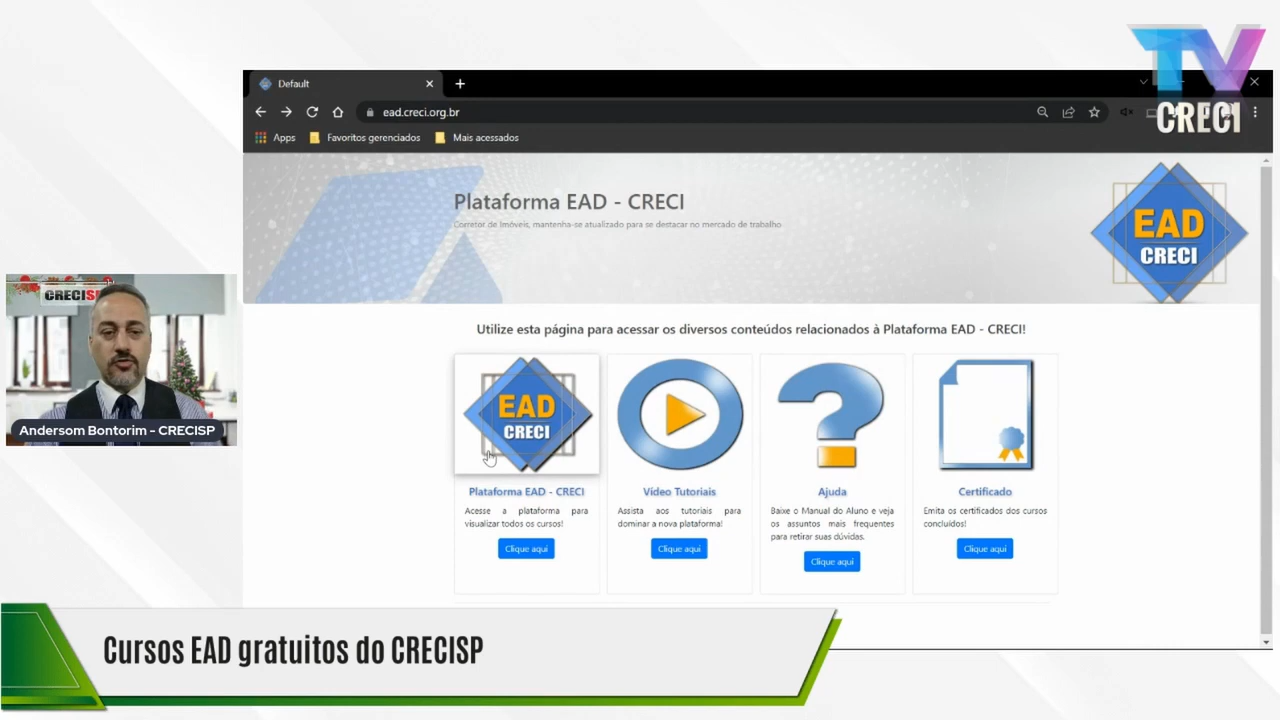 TV
CRECI
Default
ead.creci.org.br
Apps
Favoritos gerenciados
Mais acessados
Plataforma EAD - CRECI
Corretor de Imóveis, mantenha-se atualizado para se destacar no mercado de trabalho
EAD
CRECI
Utilize esta página para acessar os diversos conteúdos relacionados à Plataforma EAD - CRECI!
EAD
CRECI
Plataforma EAD - CRECI
Acesse a plataforma para
visualizar todos os cursos!
Clique aqui
Vídeo Tutoriais
Assista aos tutoriais para
dominar a nova plataforma!
Clique aqui
Ajuda
Baixe o Manual do Aluno e veja
os assuntos mais frequentes
para retirar suas dúvidas.
Clique aqui
Certificado
Emita os certificados dos cursos
concluídos!
Clique aqui
CRECIS
Andersom Bontorim - CRECISP
Cursos EAD gratuitos do CRECISP